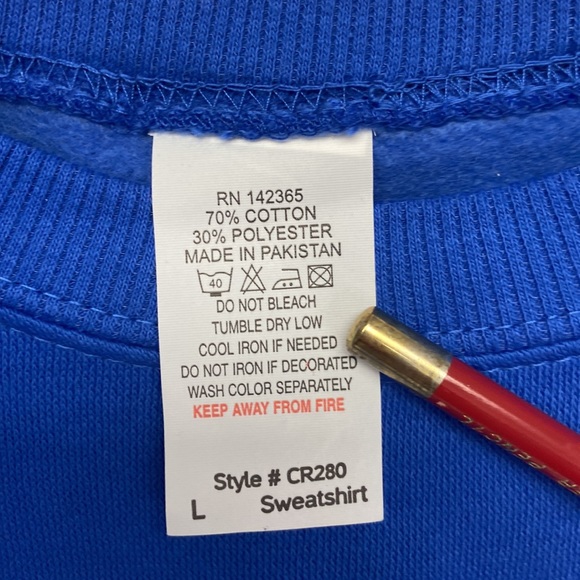 RN 142365
70% COTTON
30% POLYESTER
MADE IN PAKISTAN
40
DO NOT BLEACH
TUMBLE DRY LOW
COOL IRON IF NEEDED
DO NOT IRON IF DECORATED
WASH COLOR SEPARATELY
KEEP AWAY FROM FIRE
Style # CR280
L Sweatshirt